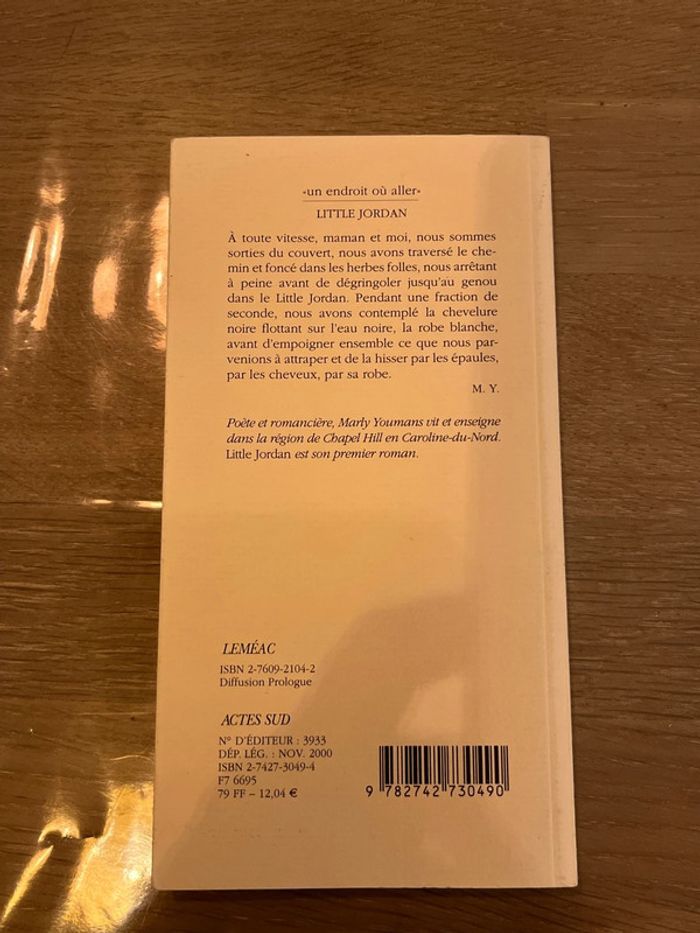 «un endroit où aller»
LITTLE JORDAN
À toute vitesse, maman et moi, nous sommes
sorties du couvert, nous avons traversé le che-
min et foncé dans les herbes folles, nous arrêtant
à peine avant de dégringoler jusqu'au genou
dans le Little Jordan. Pendant une fraction de
seconde, nous avons contemplé la chevelure
noire flottant sur l'eau noire, la robe blanche,
avant d'empoigner ensemble ce que nous par-
venions à attraper et de la hisser par les épaules,
par les cheveux, par sa robe.
M. Y.
Poète et romancière, Marly Youmans vit et enseigne
dans la région de Chapel Hill en Caroline-du-Nord.
Little Jordan est son premier roman.
LEMÉAC
ISBN 2-7609-2104-2
Diffusion Prologue
ACTES SUD
N° D'ÉDITEUR : 3933
DÉP. LÉG. : NOV. 2000
ISBN 2-7427-3049-4
F7 6695
79 FF – 12,04 €
9 782742 730490